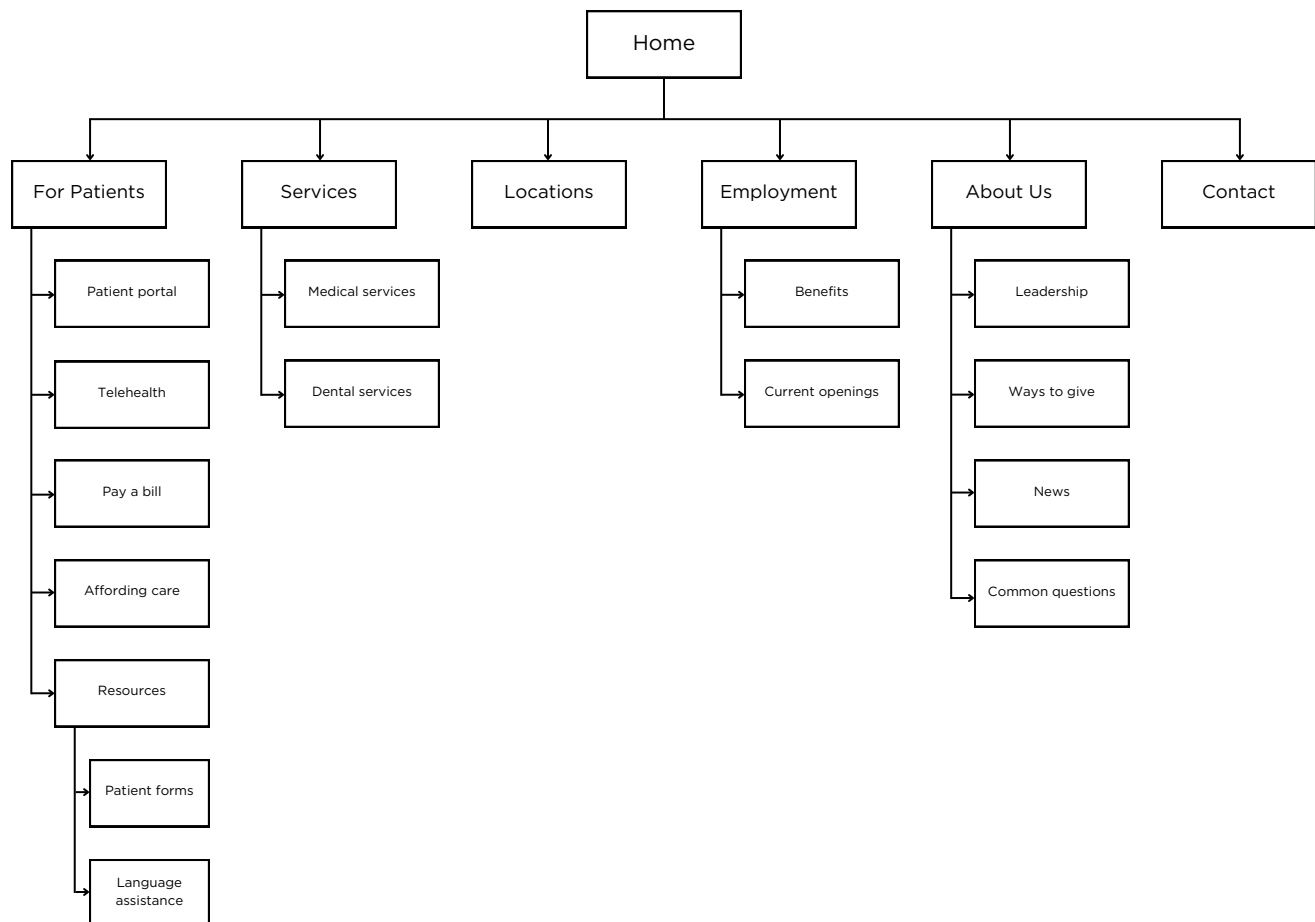 Home
For Patients
Services
Locations
Employment
About Us
Contact
Patient portal
Medical services
Benefits
Leadership
Telehealth
Dental services
Current openings
Ways to give
Pay a bill
News
Affording care
Common questions
Resources
Patient forms
Language
assistance